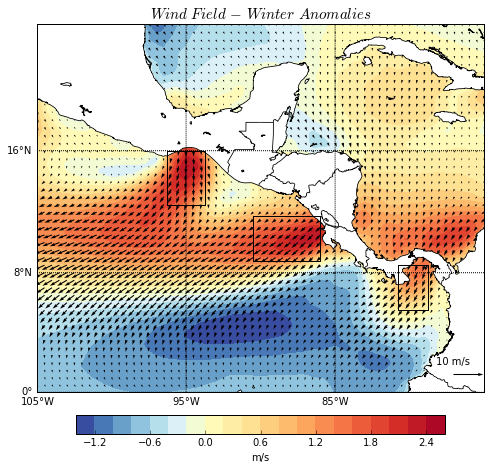 Wind Field − Winter Anomalies
16°N
8°N
10 m/s
0°
105°W 95°W 85°W
−1.2 −0.6 0.0 0.6 1.2 1.8 2.4
m/s